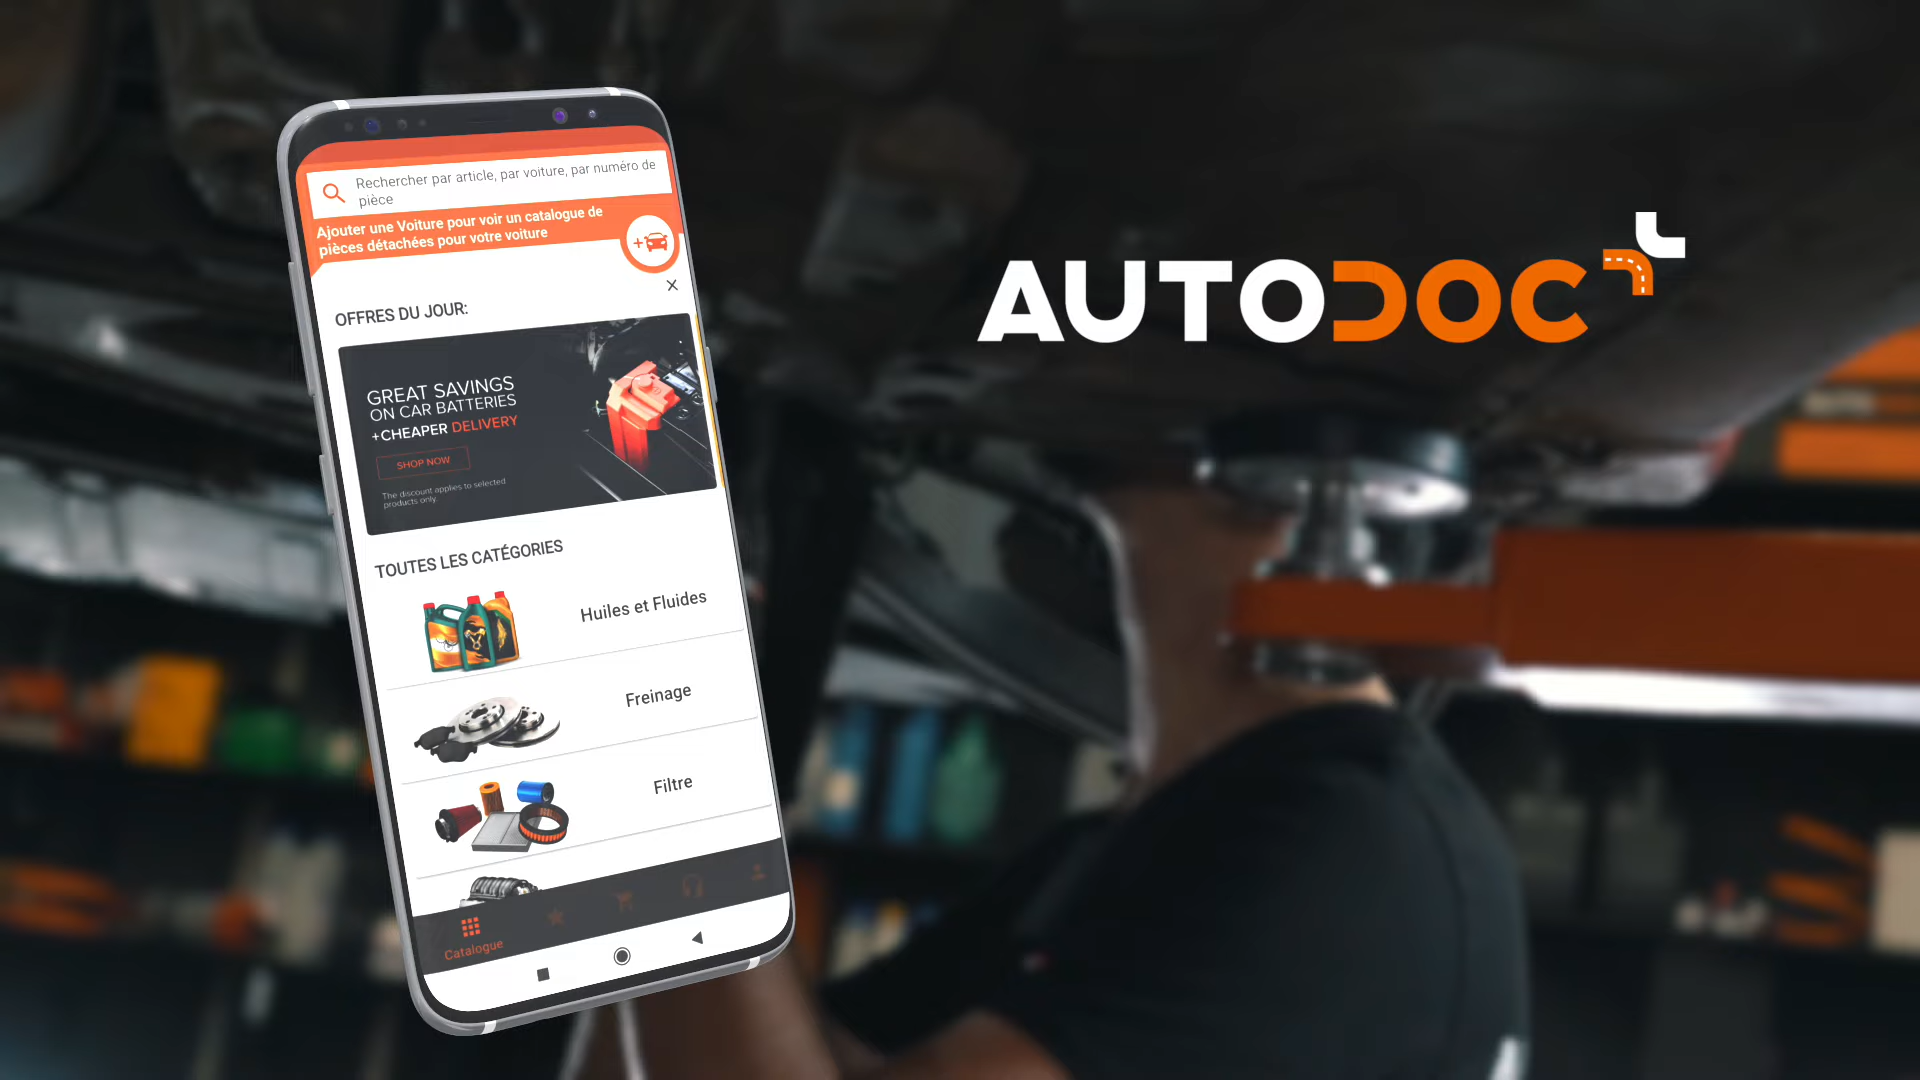 Rechercher par article, par voiture, par numéro de
pièce
Ajouter une Voiture pour voir un catalogue de
pièces détachées pour votre voiture
OFFRES DU JOUR:
GREAT SAVINGS
ON CAR BATTERIES
+CHEAPER DELIVERY
SHOP NOW
The discount applies to selected
products only.
TOUTES LES CATÉGORIES
Huiles et Fluides
Freinage
Filtre
Catalogue
AUTODOC